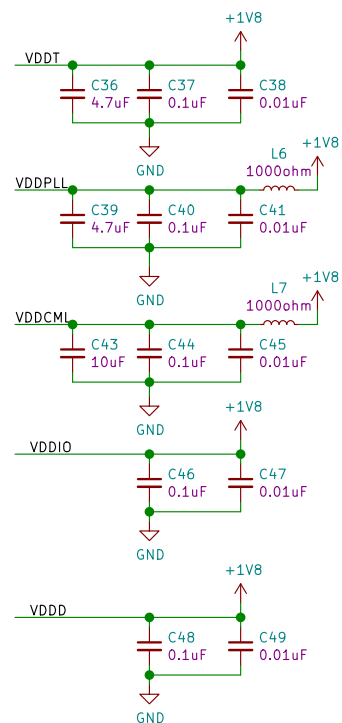 +1V8
VDDT
C36 C37 C38
4.7uF 0.1uF 0.01uF
GND
+1V8
L6
1000ohm
VDDPLL
C39 C40 C41
4.7uF 0.1uF 0.01uF
GND
+1V8
L7
1000ohm
VDDCML
C43 C44 C45
10uF 0.1uF 0.01uF
GND
+1V8
VDDIO
C46 C47
0.1uF 0.01uF
GND
+1V8
VDDD
C48 C49
0.1uF 0.01uF
GND